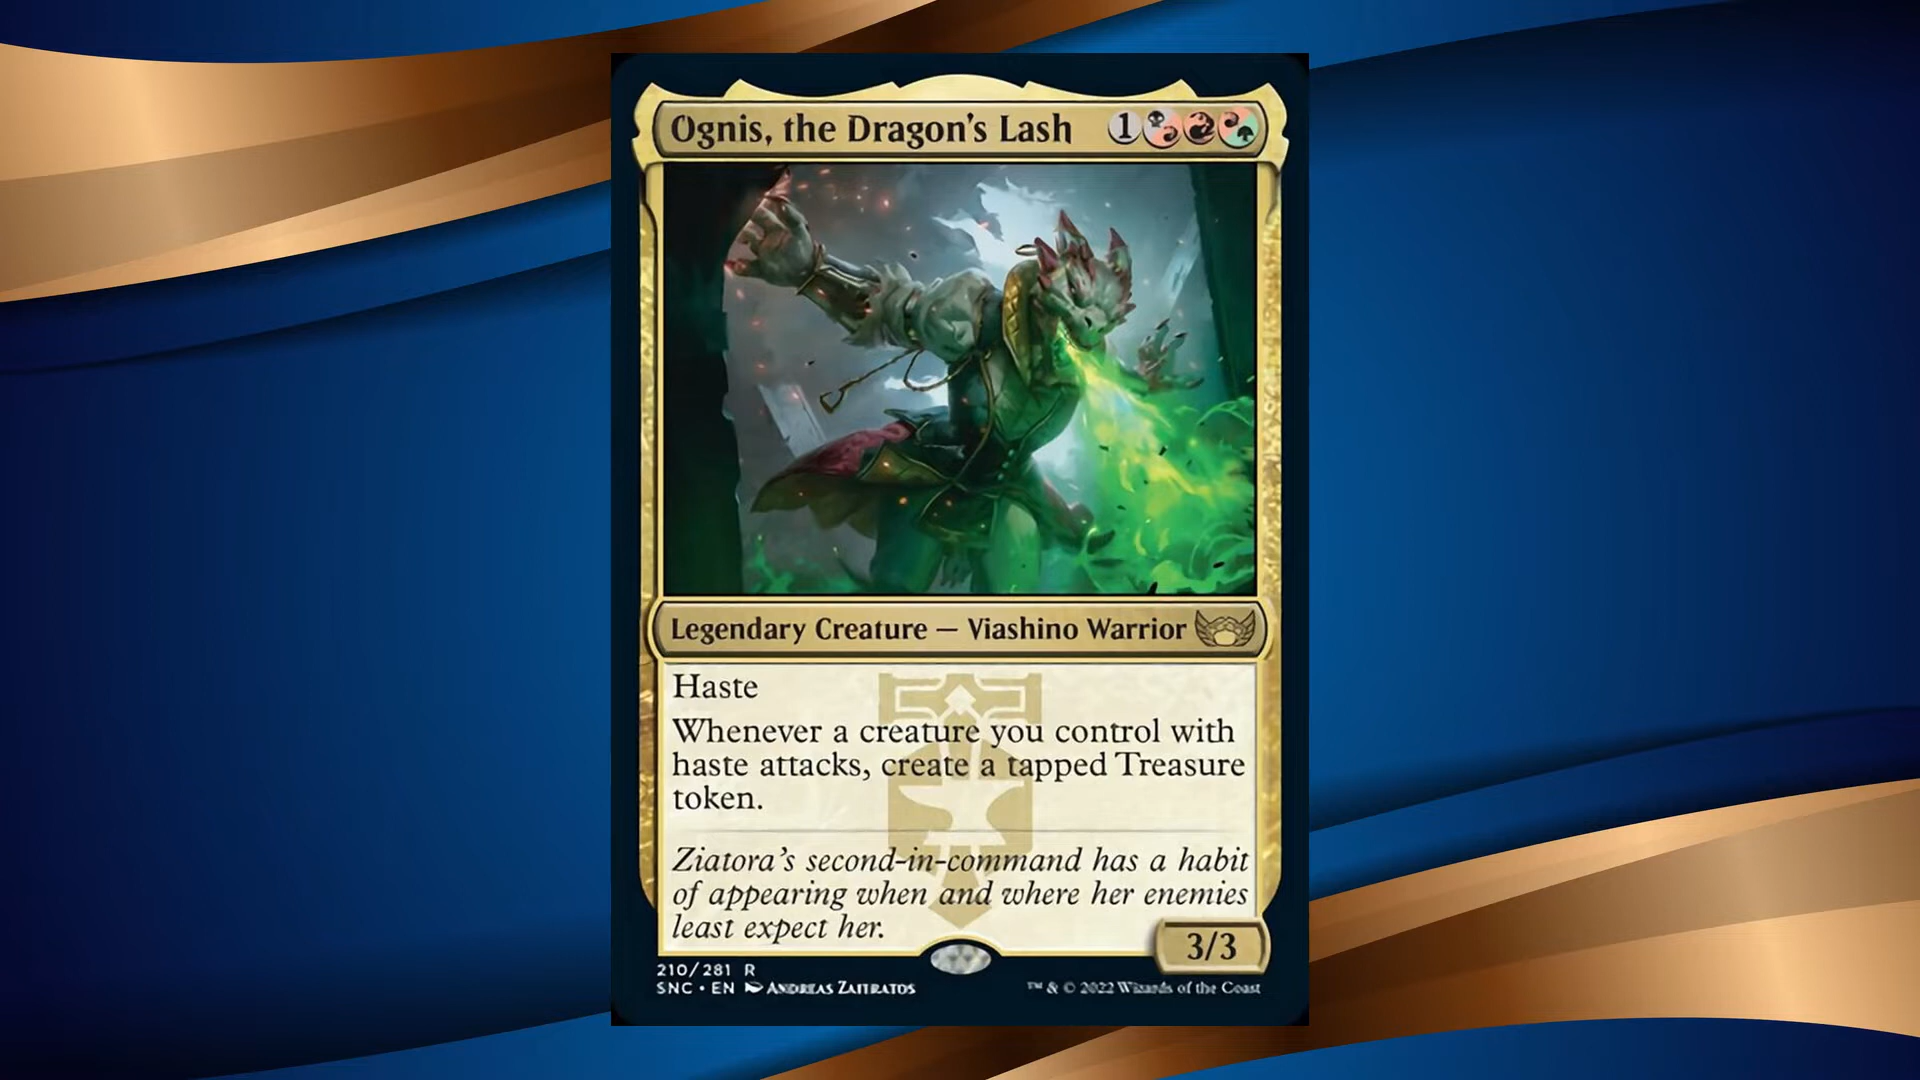 Ognis, the Dragon's Lash 1
Legendary Creature — Viashino Warrior
Haste
Whenever a creature you control with
haste attacks, create a tapped Treasure
token.
Ziatora's second-in-command has a habit
of appearing when and where her enemies
least expect her.
3/3
210/281 R
SNC • EN ANDREAS ZAFIRATOS
™ & © 2022 Wizards of the Coast